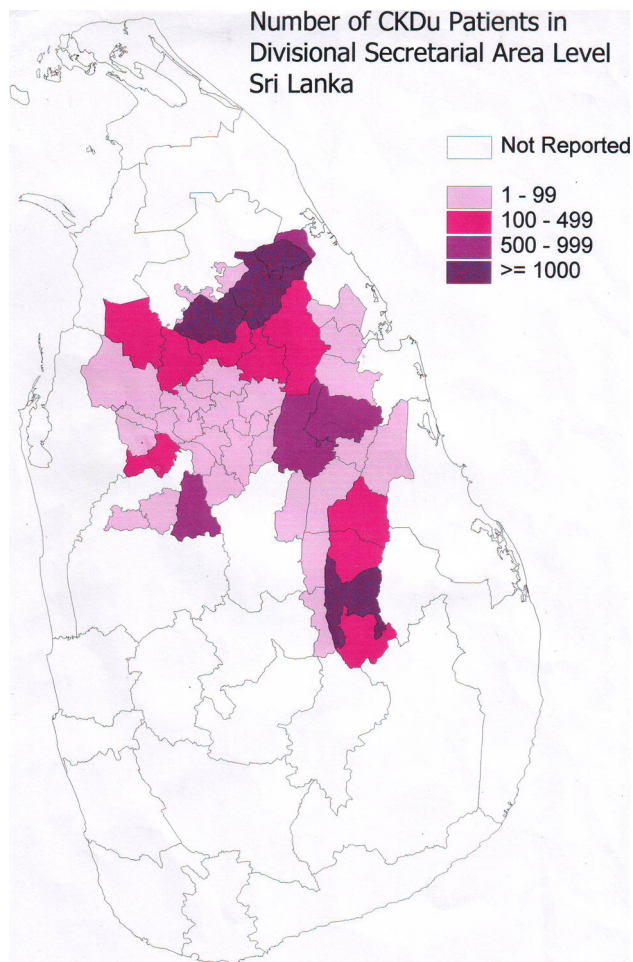 Number of CKDu Patients in
Divisional Secretarial Area Level
Sri Lanka
Not Reported
1 - 99
100 - 499
500 - 999
>= 1000